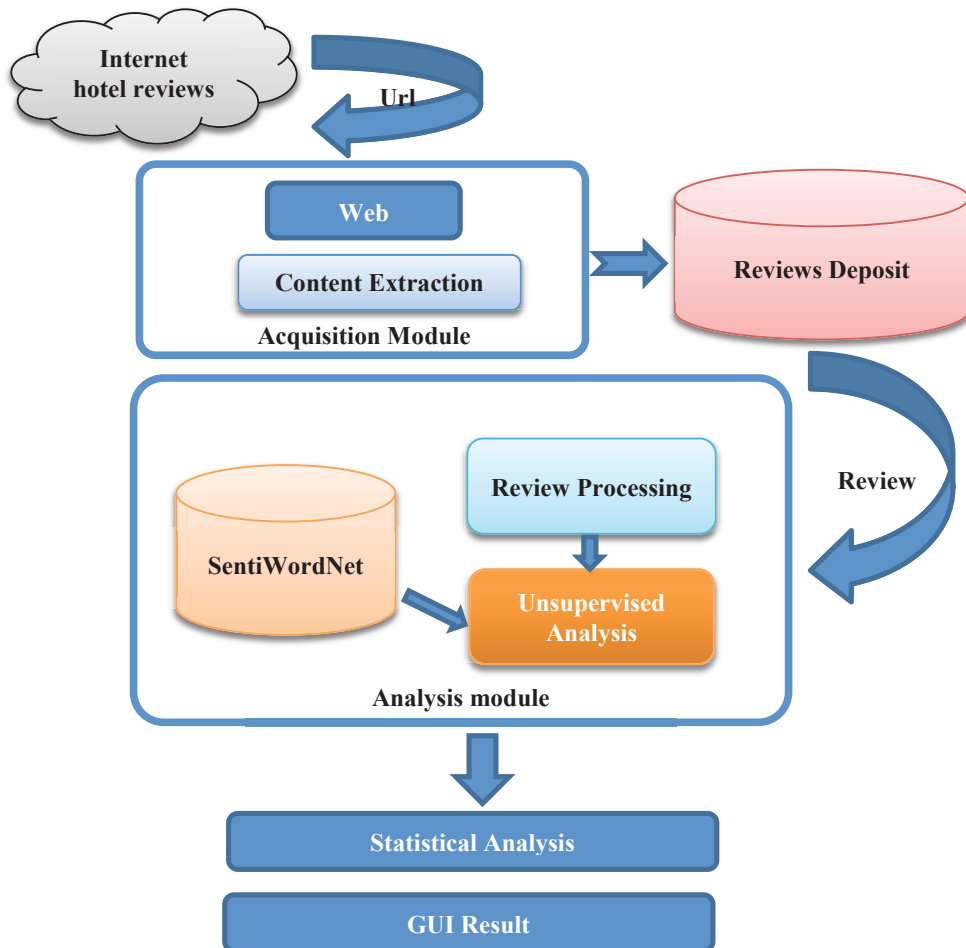 Internet
hotel reviews
Url
Web
Content Extraction
Acquisition Module
Reviews Deposit
Review Processing
Review
SentiWordNet
Unsupervised
Analysis
Analysis module
Statistical Analysis
GUI Result